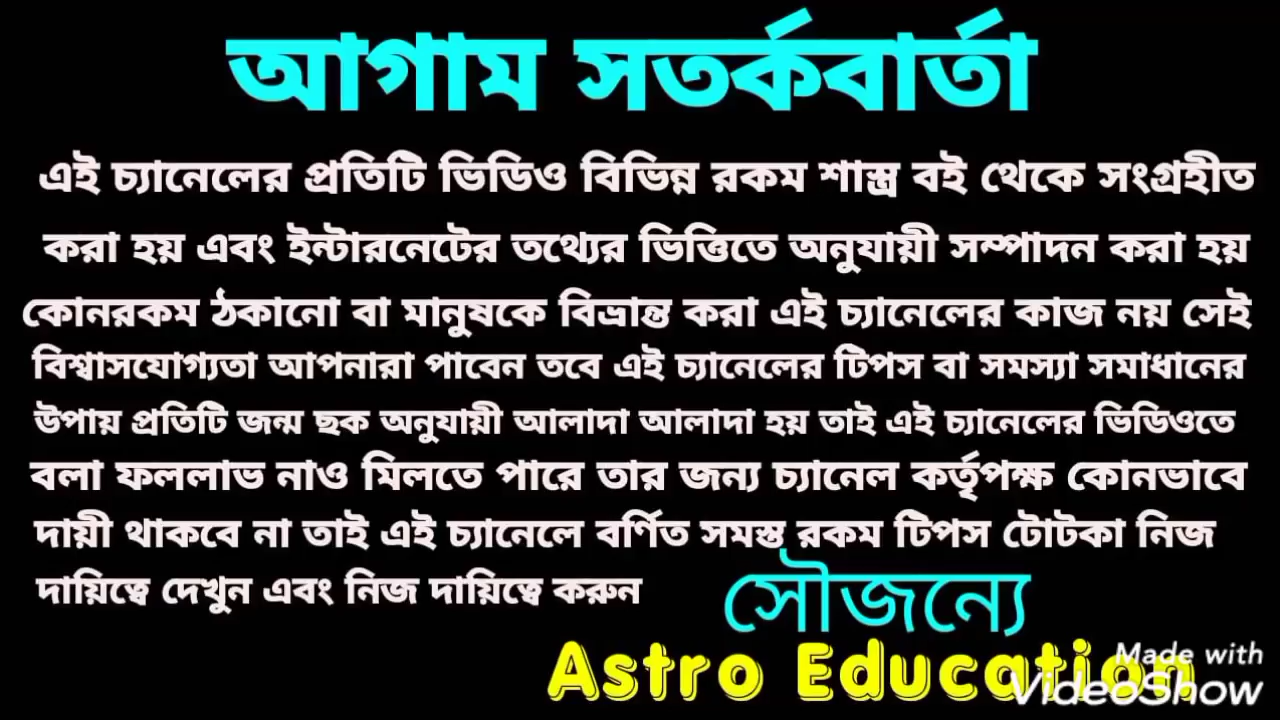 আগাম সতর্কবার্তা
এই চ্যানেলের প্রতিটি ভিডিও বিভিন্ন রকম শাস্ত্র বই থেকে সংগ্রহীত
করা হয় এবং ইন্টারনেটের তথ্যের ভিত্তিতে অনুযায়ী সম্পাদন করা হয়
কোনরকম ঠকানো বা মানুষকে বিভ্রান্ত করা এই চ্যানেলের কাজ নয় সেই
বিশ্বাসযোগ্যতা আপনারা পাবেন তবে এই চ্যানেলের টিপস বা সমস্যা সমাধানের
উপায় প্রতিটি জন্ম ছক অনুযায়ী আলাদা আলাদা হয় তাই এই চ্যানেলের ভিডিওতে
বলা ফললাভ নাও মিলতে পারে তার জন্য চ্যানেল কর্তৃপক্ষ কোনভাবে
দায়ী থাকবে না তাই এই চ্যানেলে বর্ণিত সমস্ত রকম টিপস টোটকা নিজ
দায়িত্বে দেখুন এবং নিজ দায়িত্বে করুন
সৌজন্যে
Astro Education
Made with
VideoShow